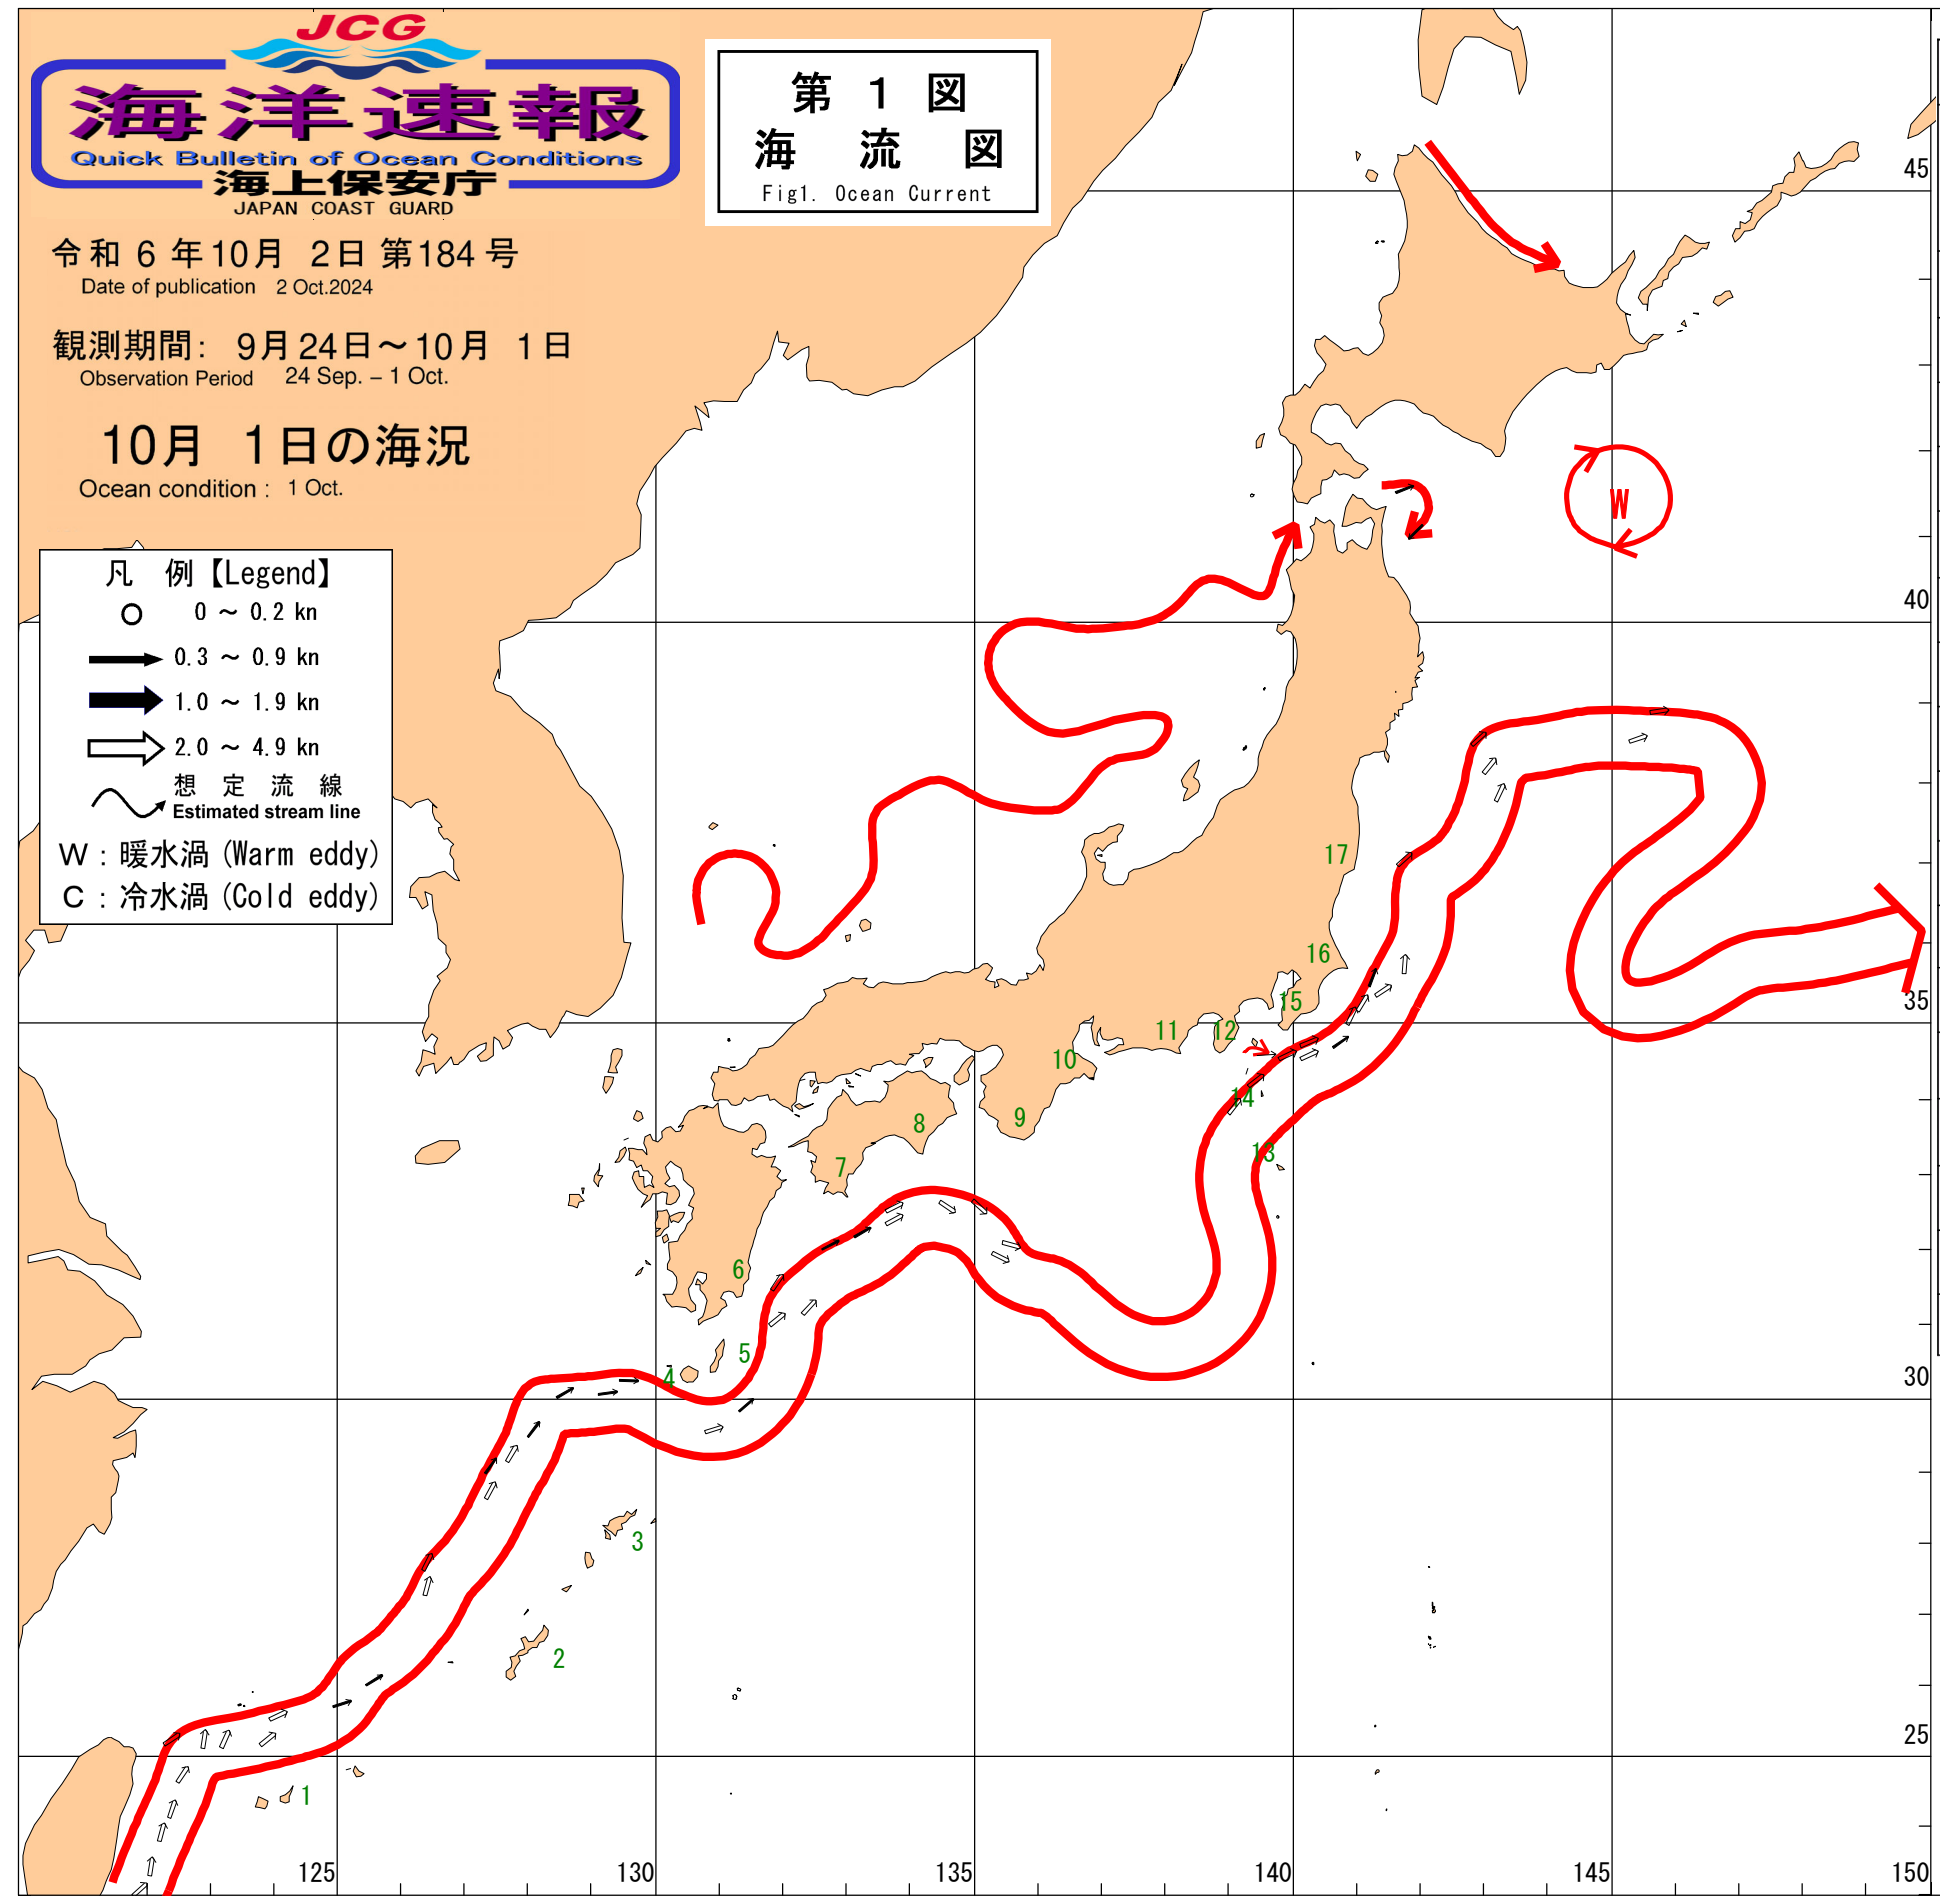 JCG
海洋速報
Quick Bulletin of Ocean Conditions
海上保安庁
JAPAN COAST GUARD
令和 6 年10月 2日 第184 号
Date of publication 2 Oct.2024
観測期間: 9月24日～10月 1日
Observation Period 24 Sep. – 1 Oct.
10月 1日の海況
Ocean condition : 1 Oct.
第 1 図
海 流 図
Fig1. Ocean Current
凡 例【Legend】
0 ～ 0.2 kn
0.3 ～ 0.9 kn
1.0 ～ 1.9 kn
2.0 ～ 4.9 kn
想 定 流 線
Estimated stream line
W : 暖水渦 (Warm eddy)
C : 冷水渦 (Cold eddy)
45
W
40
17
16
35
15
12
11
10
14
9
8
13
7
6
5
4
30
3
2
25
1
125
130
135
140
145
150